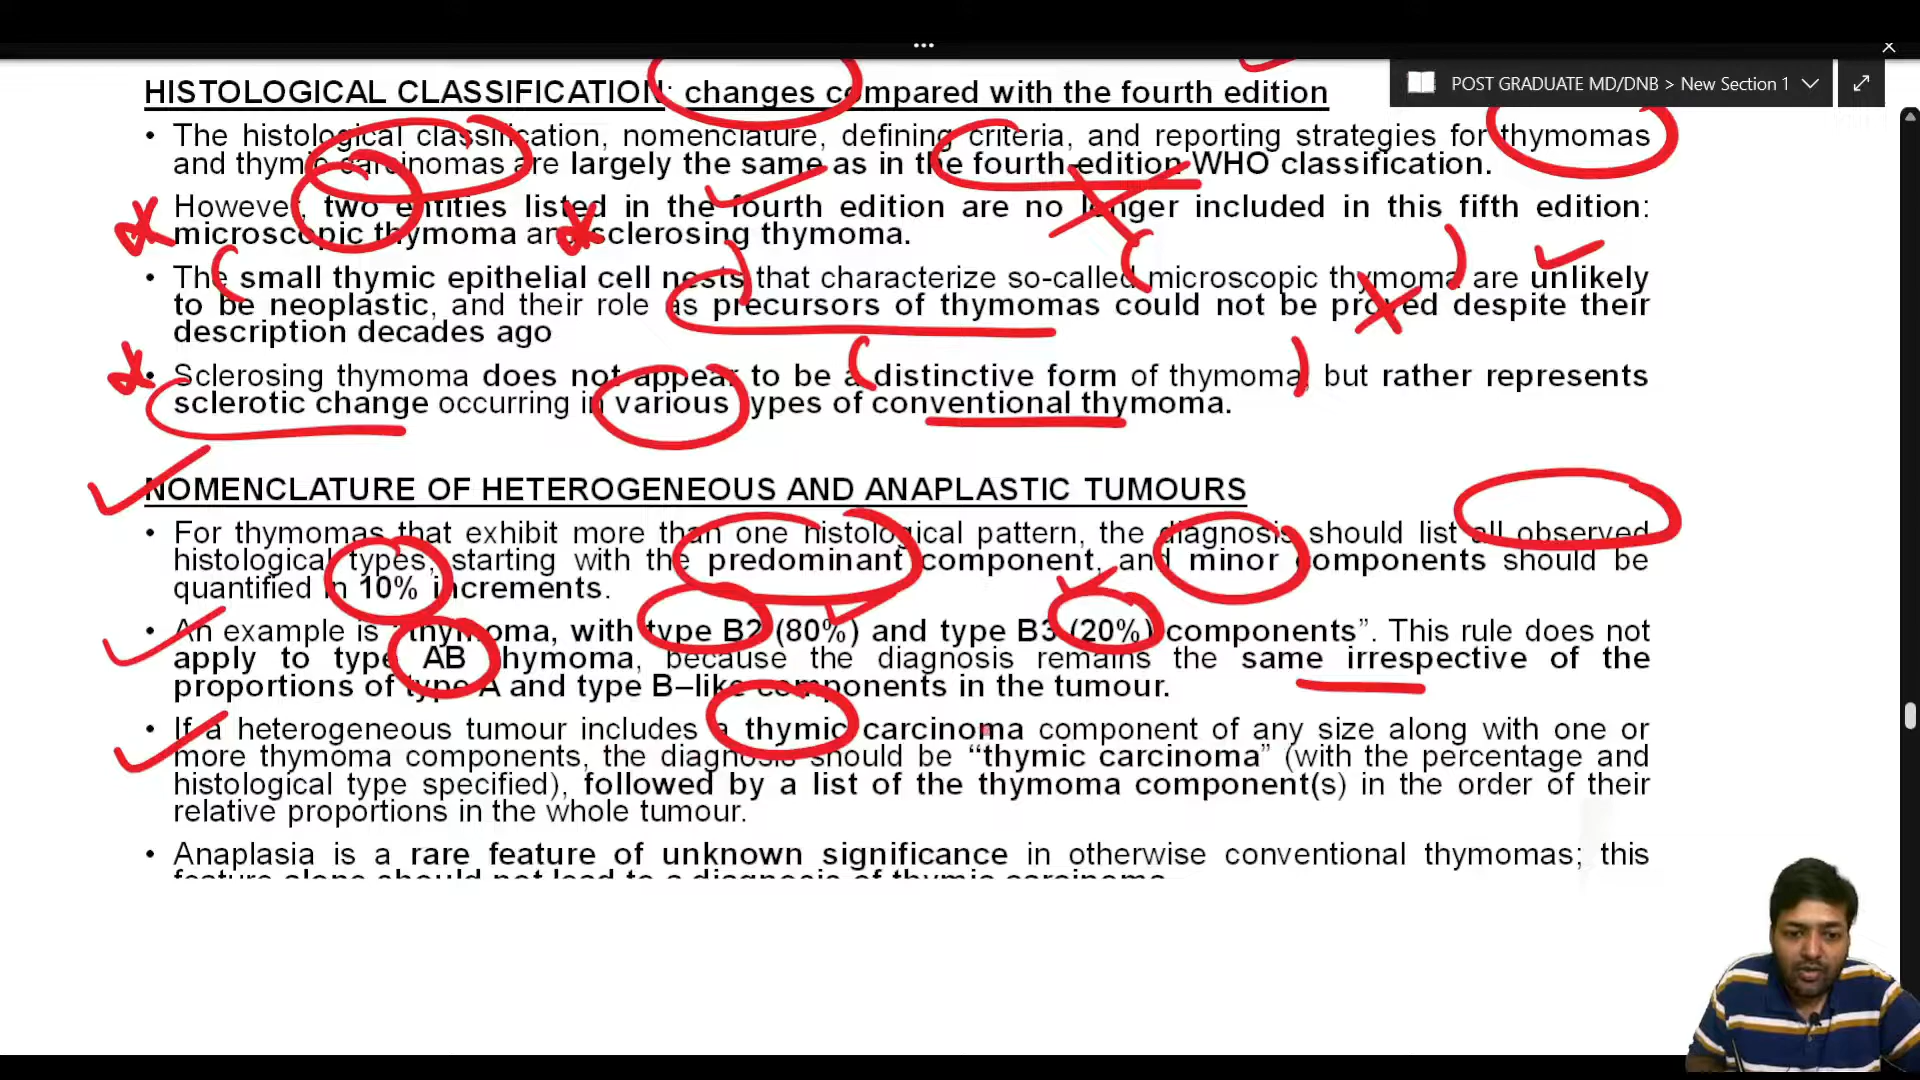 POST GRADUATE MD/DNB > New Section 1
HISTOLOGICAL CLASSIFICATION: changes compared with the fourth edition
• The histological classification, nomenclature, defining criteria, and reporting strategies for thymomas
and thymic carcinomas are largely the same as in the fourth edition WHO classification.
However, two entities listed in the fourth edition are no longer included in this fifth edition:
microscopic thymoma and sclerosing thymoma.
• The small thymic epithelial cell nests that characterize so-called microscopic thymoma are unlikely
to be neoplastic, and their role as precursors of thymomas could not be proved despite their
description decades ago
• Sclerosing thymoma does not appear to be a distinctive form of thymoma, but rather represents
sclerotic change occurring in various types of conventional thymoma.
NOMENCLATURE OF HETEROGENEOUS AND ANAPLASTIC TUMOURS
• For thymomas that exhibit more than one histological pattern, the diagnosis should list all observed
histological types, starting with the predominant component, and minor components should be
quantified in 10% increments.
• An example is “thymoma, with type B2 (80%) and type B3 (20%) components”. This rule does not
apply to type AB thymoma, because the diagnosis remains the same irrespective of the
proportions of type A and type B–like components in the tumour.
• If a heterogeneous tumour includes a thymic carcinoma component of any size along with one or
more thymoma components, the diagnosis should be “thymic carcinoma” (with the percentage and
histological type specified), followed by a list of the thymoma component(s) in the order of their
relative proportions in the whole tumour.
• Anaplasia is a rare feature of unknown significance in otherwise conventional thymomas; this
feature alone should not lead to a diagnosis of thymic carcinoma